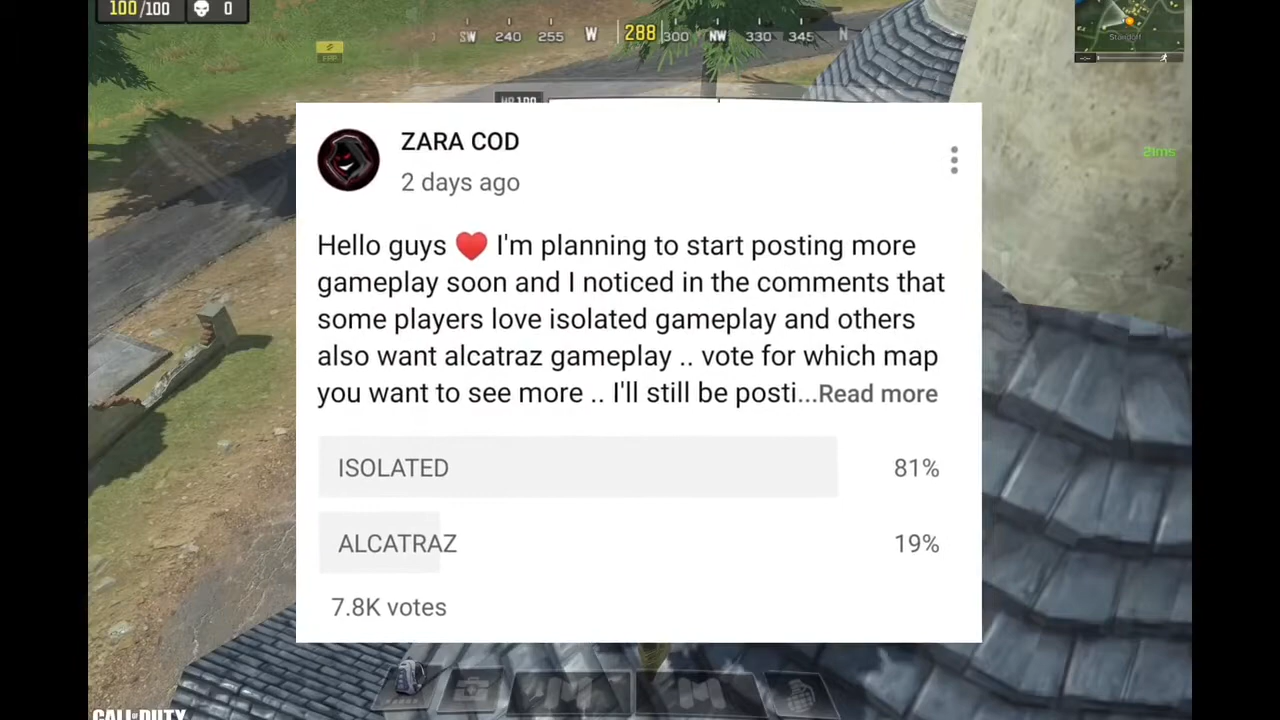 100/100 0
SW 240 255 W 288 300 NW 330 345 N
Standoff
21ms
ZARA COD
2 days ago
Hello guys ❤️ I'm planning to start posting more
gameplay soon and I noticed in the comments that
some players love isolated gameplay and others
also want alcatraz gameplay .. vote for which map
you want to see more .. I'll still be posti...Read more
ISOLATED 81%
ALCATRAZ 19%
7.8K votes
CALL OF DUTY